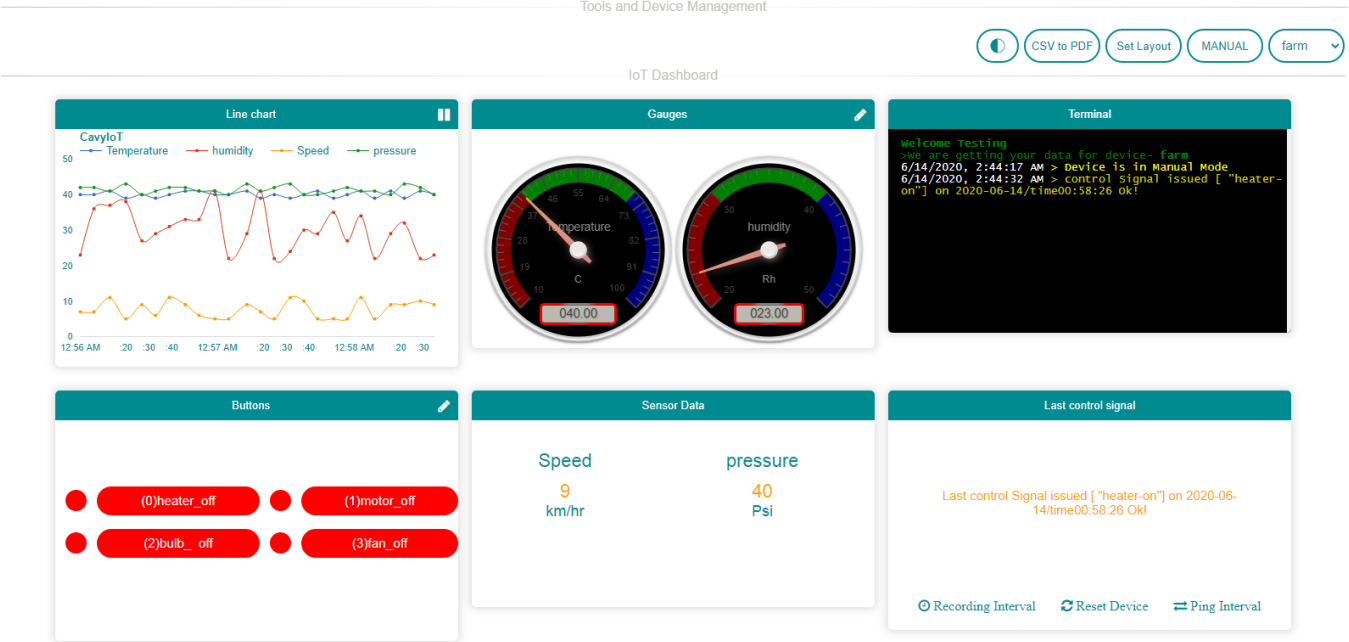 Tools and Device Management
CSV to PDF
Set Layout
MANUAL
farm
IoT Dashboard
Line chart
CavyIoT
Temperature
humidity
Speed
pressure
50
40
30
20
10
0
12:56 AM
:20
:30
:40
12:57 AM
:20
:30
:40
12:58 AM
:20
:30
Gauges
10
19
28
37
46
55
64
73
82
91
100
Temperature
C
040.00
20
30
40
50
humidity
Rh
023.00
Terminal
Welcome Testing
>We are getting your data for device- farm
6/14/2020, 2:44:17 AM > Device is in Manual Mode
6/14/2020, 2:44:32 AM > control signal issued [ "heater-
on"] on 2020-06-14/time00:58:26 Ok!
Buttons
(0)heater_off
(1)motor_off
(2)bulb_ off
(3)fan_off
Sensor Data
Speed
9
km/hr
pressure
40
Psi
Last control signal
Last control Signal issued [ "heater-on"] on 2020-06-
14/time00:58:26 Ok!
Recording Interval
Reset Device
Ping Interval